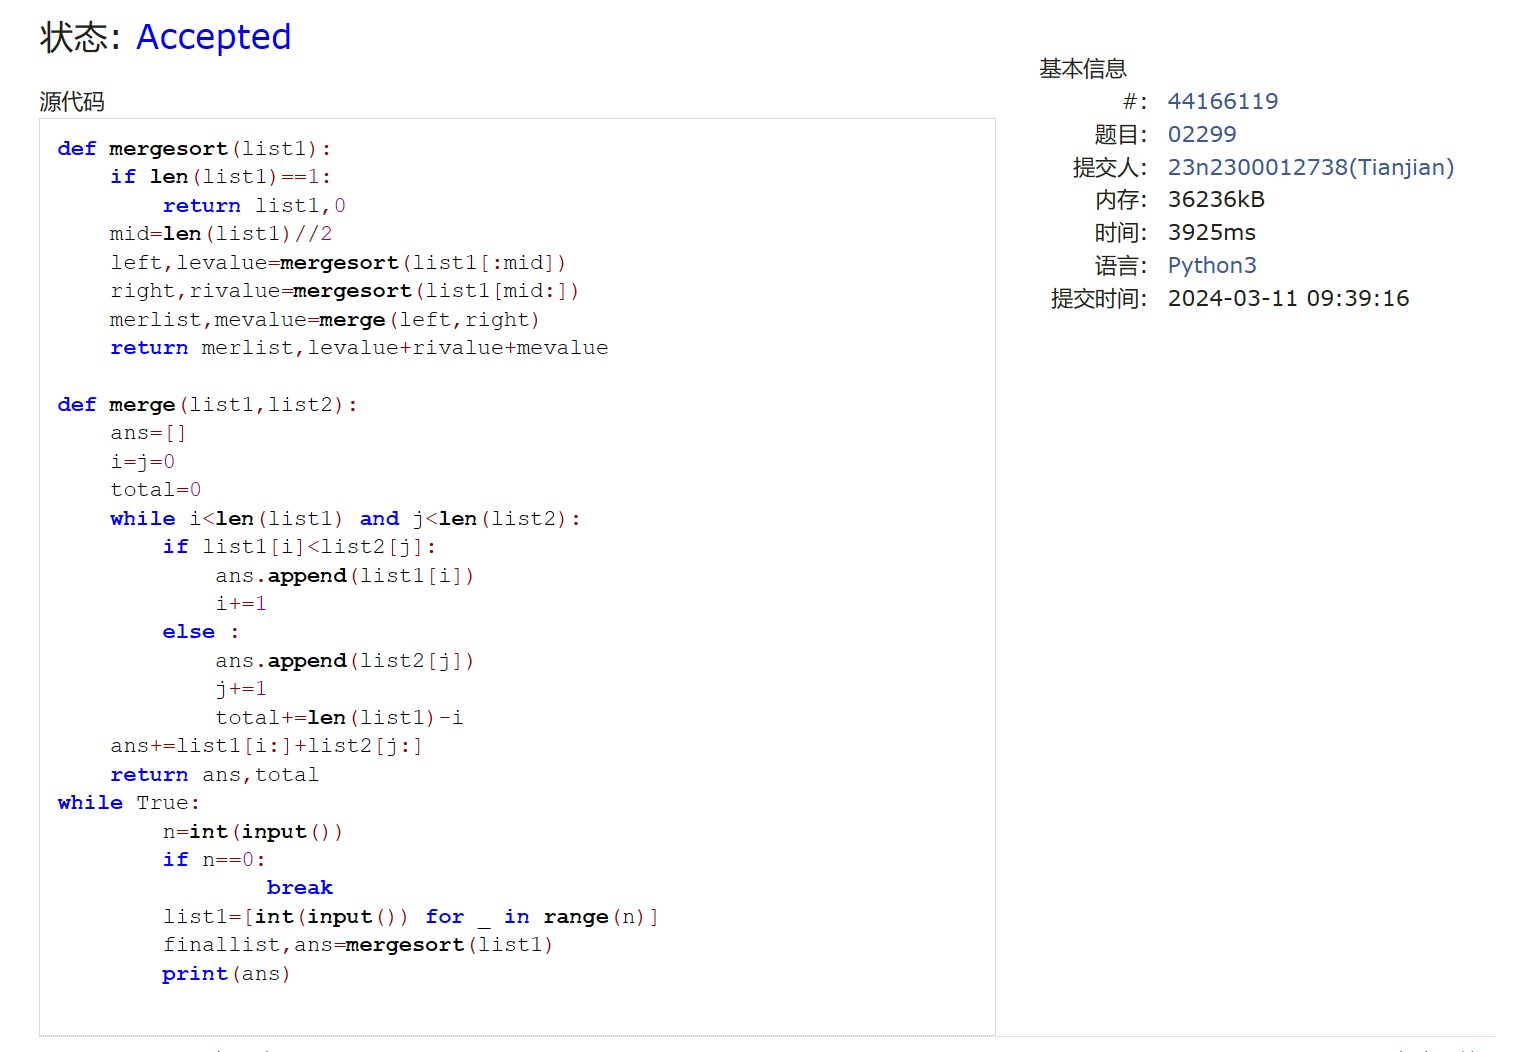 状态: Accepted
源代码
def mergesort(list1):
    if len(list1)==1:
        return list1,0
    mid=len(list1)//2
    left,levalue=mergesort(list1[:mid])
    right,rivalue=mergesort(list1[mid:])
    merlist,mevalue=merge(left,right)
    return merlist,levalue+rivalue+mevalue

def merge(list1,list2):
    ans=[]
    i=j=0
    total=0
    while i<len(list1) and j<len(list2):
        if list1[i]<list2[j]:
            ans.append(list1[i])
            i+=1
        else :
            ans.append(list2[j])
            j+=1
            total+=len(list1)-i
    ans+=list1[i:]+list2[j:]
    return ans,total
while True:
        n=int(input())
        if n==0:
                break
        list1=[int(input()) for _ in range(n)]
        finallist,ans=mergesort(list1)
        print(ans)
基本信息
#: 44166119
题目: 02299
提交人: 23n2300012738(Tianjian)
内存: 36236kB
时间: 3925ms
语言: Python3
提交时间: 2024-03-11 09:39:16